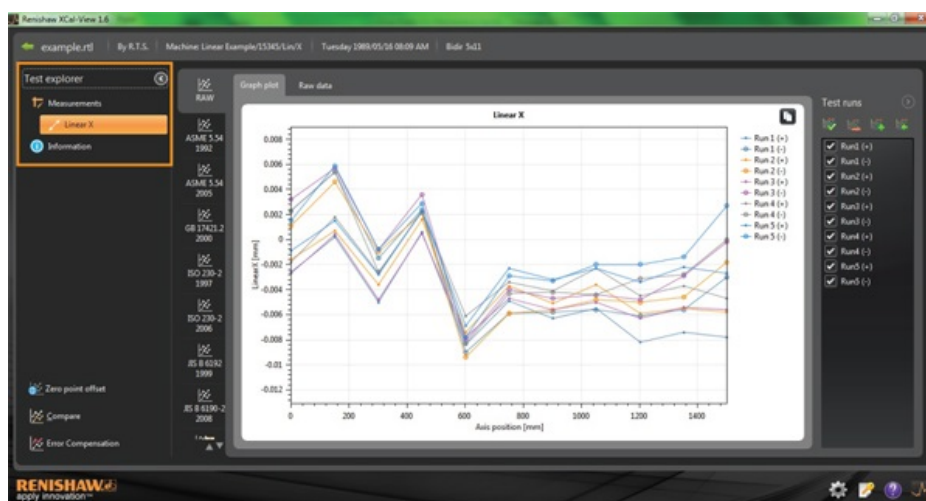 Renishaw XCal-View 1.6
example.rtl By R.T.S. Machine: Linear Example/15345/Lin/X Tuesday 1989/05/16 08:09 AM Bidir 5x11
Test explorer
Measurements
Linear X
Information
Zero point offset
Compare
Error Compensation
RAW
ASME 5.54
1992
ASME 5.54
2005
GB 17421.2
2000
ISO 230-2
1997
ISO 230-2
2006
JIS B 6192
1999
JIS B 6190-2
2008
Graph plot Raw data
Linear X
0.008
0.006
0.004
0.002
0
-0.002
-0.004
-0.006
-0.008
-0.01
-0.012
LinearX [mm]
0 200 400 600 800 1000 1200 1400
Axis position [mm]
Run 1 (+)
Run 1 (-)
Run 2 (+)
Run 2 (-)
Run 3 (+)
Run 3 (-)
Run 4 (+)
Run 4 (-)
Run 5 (+)
Run 5 (-)
Test runs
Run1 (+)
Run1 (-)
Run2 (+)
Run2 (-)
Run3 (+)
Run3 (-)
Run4 (+)
Run4 (-)
Run5 (+)
Run5 (-)
RENISHAW
apply innovation™